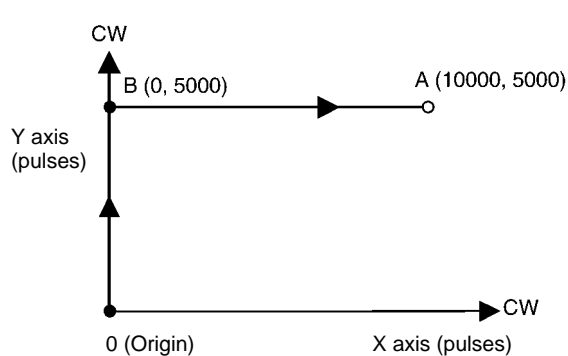 CW
B (0, 5000)
A (10000, 5000)
Y axis
(pulses)
CW
0 (Origin)
X axis (pulses)